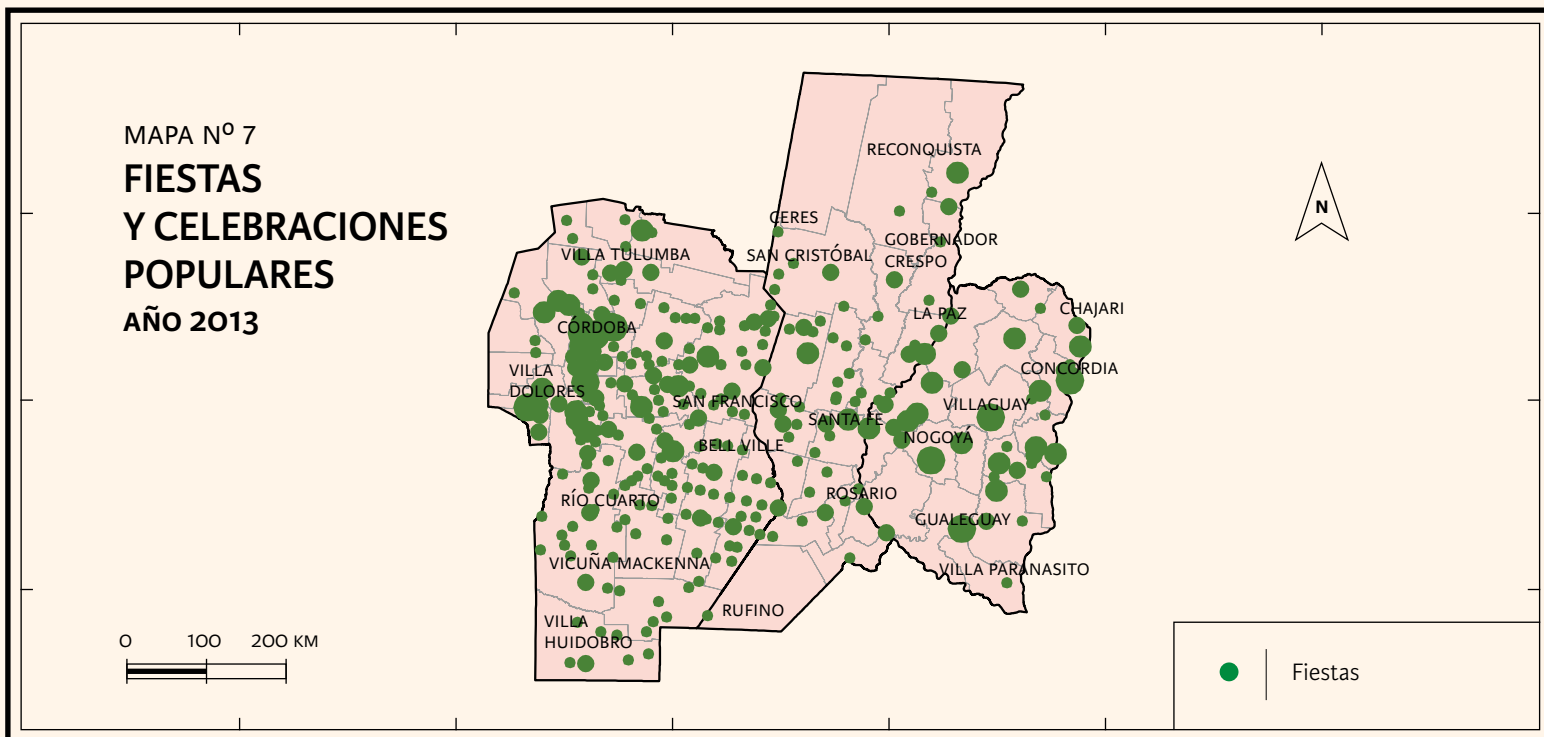 MAPA Nº 7
FIESTAS
Y CELEBRACIONES
POPULARES
AÑO 2013
RECONQUISTA
N
CERES
GOBERNADOR
CRESPO
VILLA TULUMBA
SAN CRISTÓBAL
CHAJARI
LA PAZ
CÓRDOBA
CONCORDIA
VILLA
DOLORES
SAN FRANCISCO
VILLAGUAY
SANTA FE
NOGOYÁ
BELL VILLE
RÍO CUARTO
ROSARIO
GUALEGUAY
VICUÑA MACKENNA
VILLA PARANASITO
RUFINO
VILLA
HUIDOBRO
0 100 200 KM
Fiestas